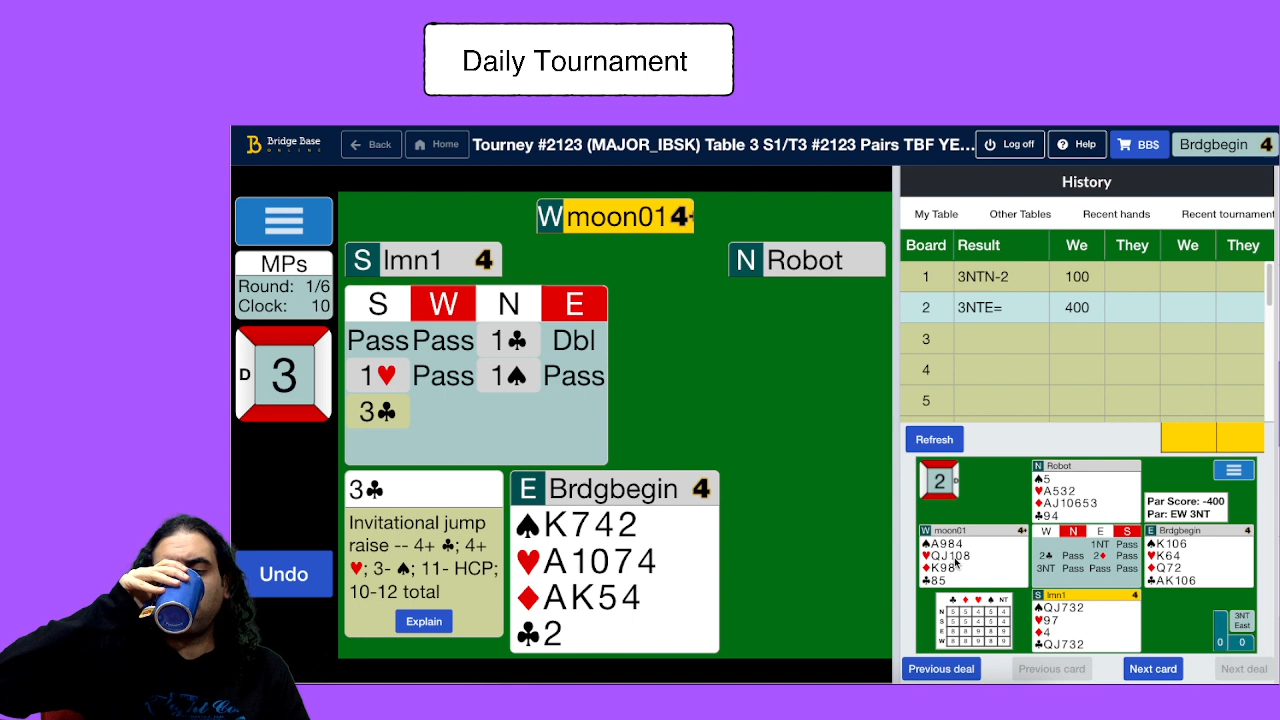 Daily Tournament
Bridge Base
ONLINE
Back
Home
Tourney #2123 (MAJOR_IBSK) Table 3 S1/T3 #2123 Pairs TBF YE...
Log off
Help
BB$
Brdgbegin 4
MPs
Round: 1/6
Clock: 10
D 3
Undo
W moon01 4+
S lmn1 4
N Robot
S W N E
Pass Pass 1♣ Dbl
1♥ Pass 1♠ Pass
3♣
3♣
Invitational jump
raise -- 4+ ♣; 4+
♥; 3- ♠; 11- HCP;
10-12 total
Explain
E Brdgbegin 4
♠K742
♥A1074
♦AK54
♣2
History
My Table Other Tables Recent hands Recent tournament
Board Result We They We They
1 3NTN-2 100
2 3NTE= 400
3
4
5
Refresh
2 D
N Robot
♠5
♥A532
♦AJ10653
♣94
Par Score: -400
Par: EW 3NT
W moon01 4+
♠A984
♥QJ108
♦K98
♣85
W N E S
1NT Pass
2♣ Pass 2♦ Pass
3NT Pass Pass Pass
E Brdgbegin 4
♠K106
♥K64
♦Q72
♣AK106
S lmn1 4
♠QJ732
♥97
♦4
♣QJ732
♣ ♦ ♥ ♠ NT
N
S
E
W
3NT
East
0 0
Previous deal
Previous card
Next card
Next deal